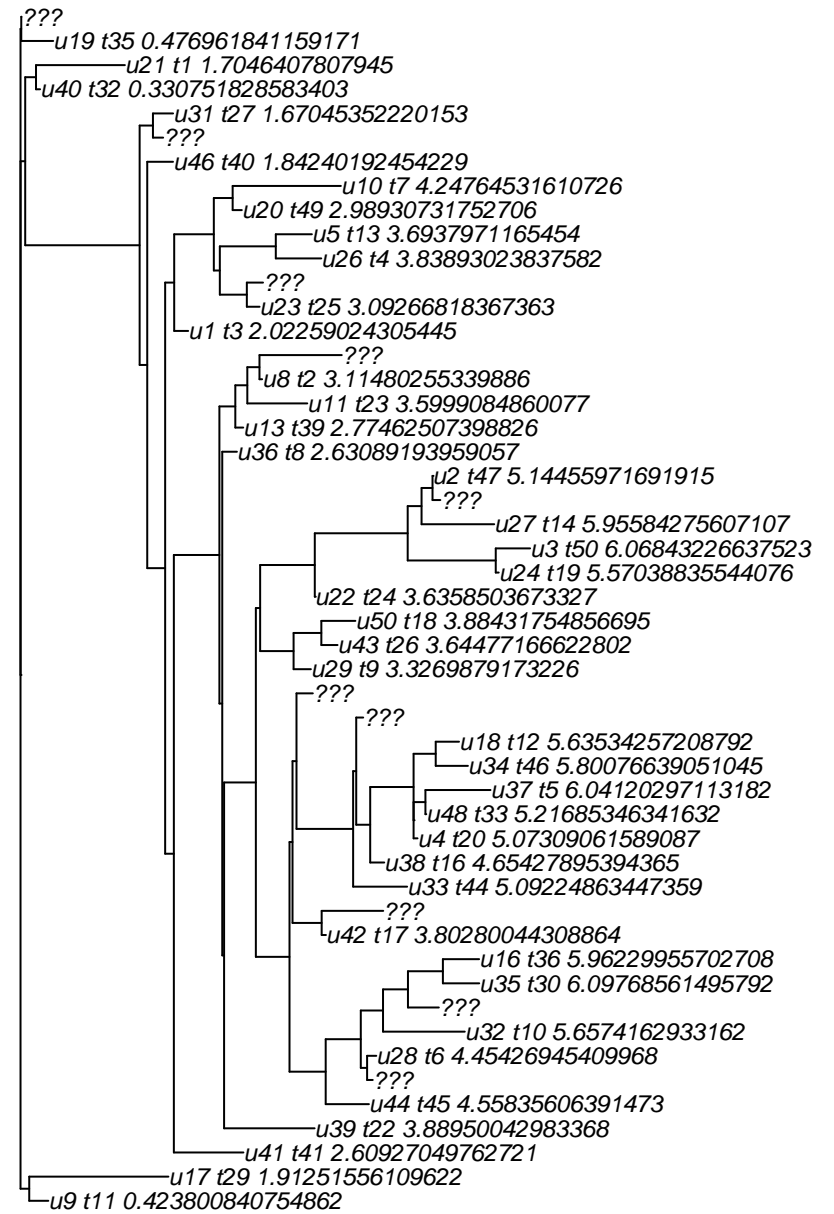 ???
u19 t35 0.476961841159171
u21 t1 1.7046407807945
u40 t32 0.330751828583403
u31 t27 1.67045352220153
???
u46 t40 1.84240192454229
u10 t7 4.24764531610726
u20 t49 2.98930731752706
u5 t13 3.6937971165454
u26 t4 3.83893023837582
???
u23 t25 3.09266818367363
u1 t3 2.02259024305445
???
u8 t2 3.11480255339886
u11 t23 3.5999084860077
u13 t39 2.77462507398826
u36 t8 2.63089193959057
u2 t47 5.14455971691915
???
u27 t14 5.95584275607107
u3 t50 6.06843226637523
u24 t19 5.57038835544076
u22 t24 3.6358503673327
u50 t18 3.88431754856695
u43 t26 3.64477166622802
u29 t9 3.3269879173226
???
???
u18 t12 5.63534257208792
u34 t46 5.80076639051045
u37 t5 6.04120297113182
u48 t33 5.21685346341632
u4 t20 5.07309061589087
u38 t16 4.65427895394365
u33 t44 5.09224863447359
???
u42 t17 3.80280044308864
u16 t36 5.96229955702708
u35 t30 6.09768561495792
???
u32 t10 5.6574162933162
u28 t6 4.45426945409968
???
u44 t45 4.55835606391473
u39 t22 3.88950042983368
u41 t41 2.60927049762721
u17 t29 1.91251556109622
u9 t11 0.423800840754862